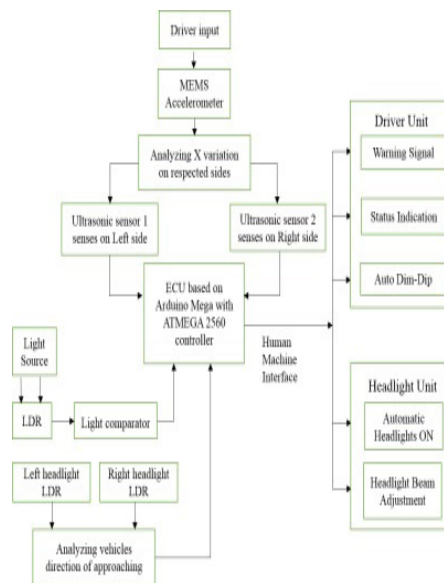 Driver input
MEMS
Accelerometer
Analyzing X variation
on respected sides
Ultrasonic sensor 1
senses on Left side
Ultrasonic sensor 2
senses on Right side
ECU based on
Arduino Mega with
ATMEGA 2560
controller
Human
Machine
Interface
Light
Source
LDR
Light comparator
Left headlight
LDR
Right headlight
LDR
Analyzing vehicles
direction of approaching
Driver Unit
Warning Signal
Status Indication
Auto Dim-Dip
Headlight Unit
Automatic
Headlights ON
Headlight Beam
Adjustment